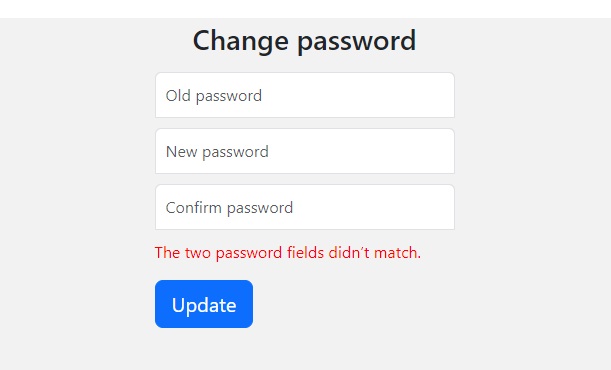 Change password
Old password
New password
Confirm password
The two password fields didn’t match.
Update